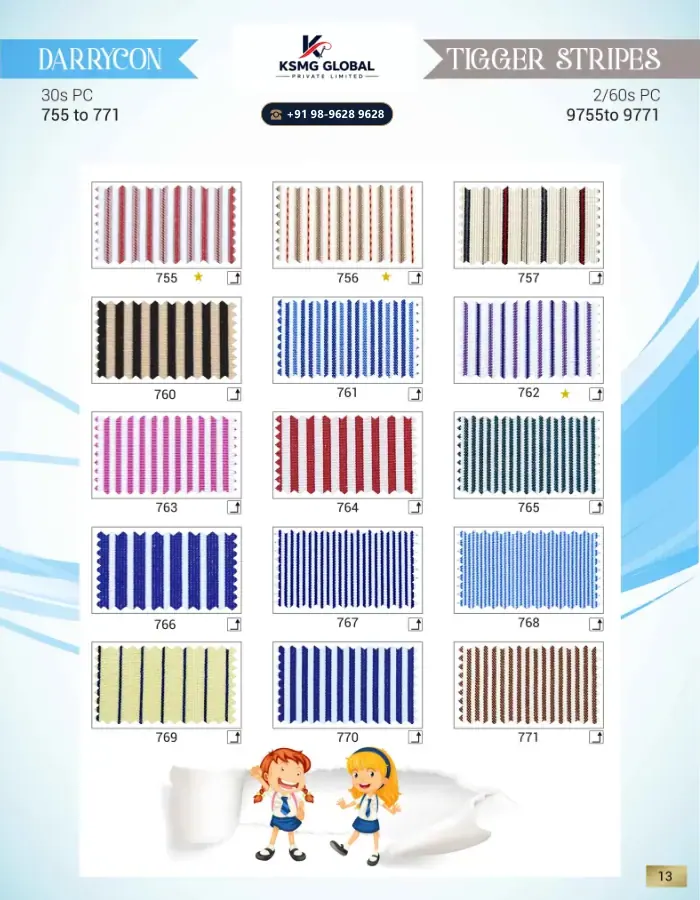 DARRYCON
KSMG GLOBAL
PRIVATE LIMITED
TIGGER STRIPES
30s PC
755 to 771
+91 98-9628 9628
2/60s PC
9755to 9771
755
756
757
760
761
762
763
764
765
766
767
768
769
770
771
13